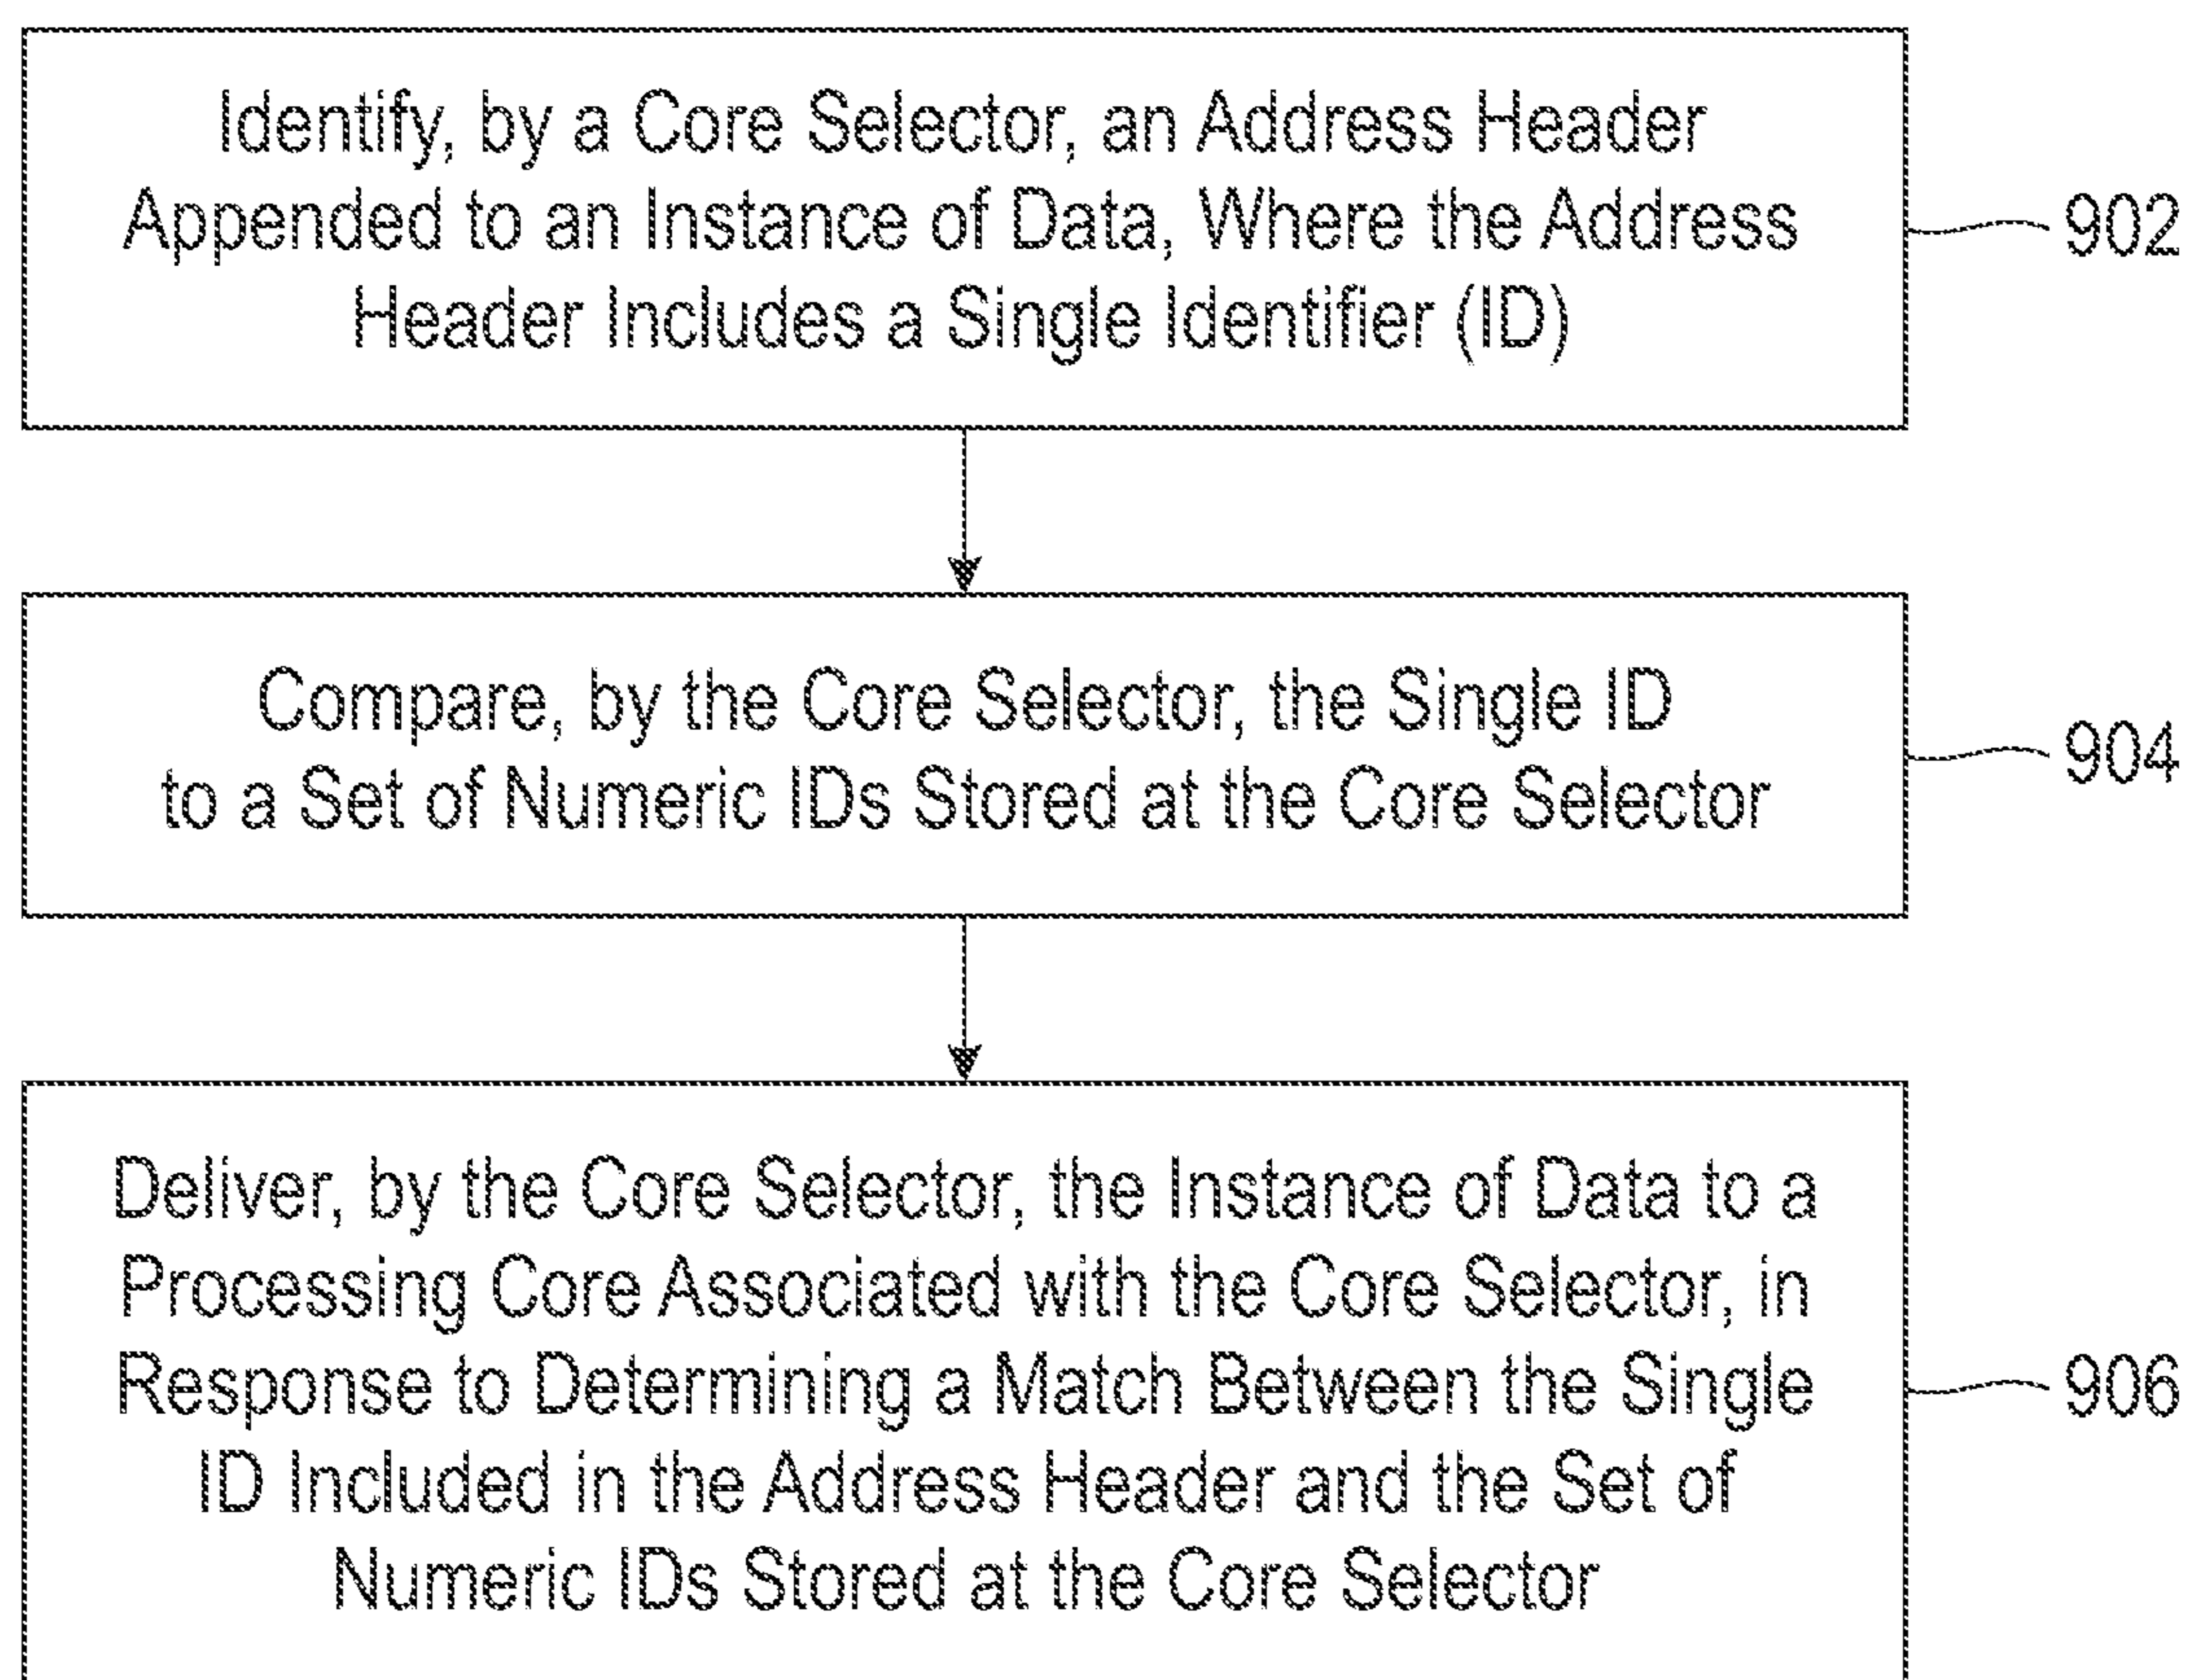 Identify, by a Core Selector, an Address Header
Appended to an Instance of Data, Where the Address
Header Includes a Single Identifier (ID)
902
Compare, by the Core Selector, the Single ID
to a Set of Numeric IDs Stored at the Core Selector
904
Deliver, by the Core Selector, the Instance of Data to a
Processing Core Associated with the Core Selector, in
Response to Determining a Match Between the Single
ID Included in the Address Header and the Set of
Numeric IDs Stored at the Core Selector
906